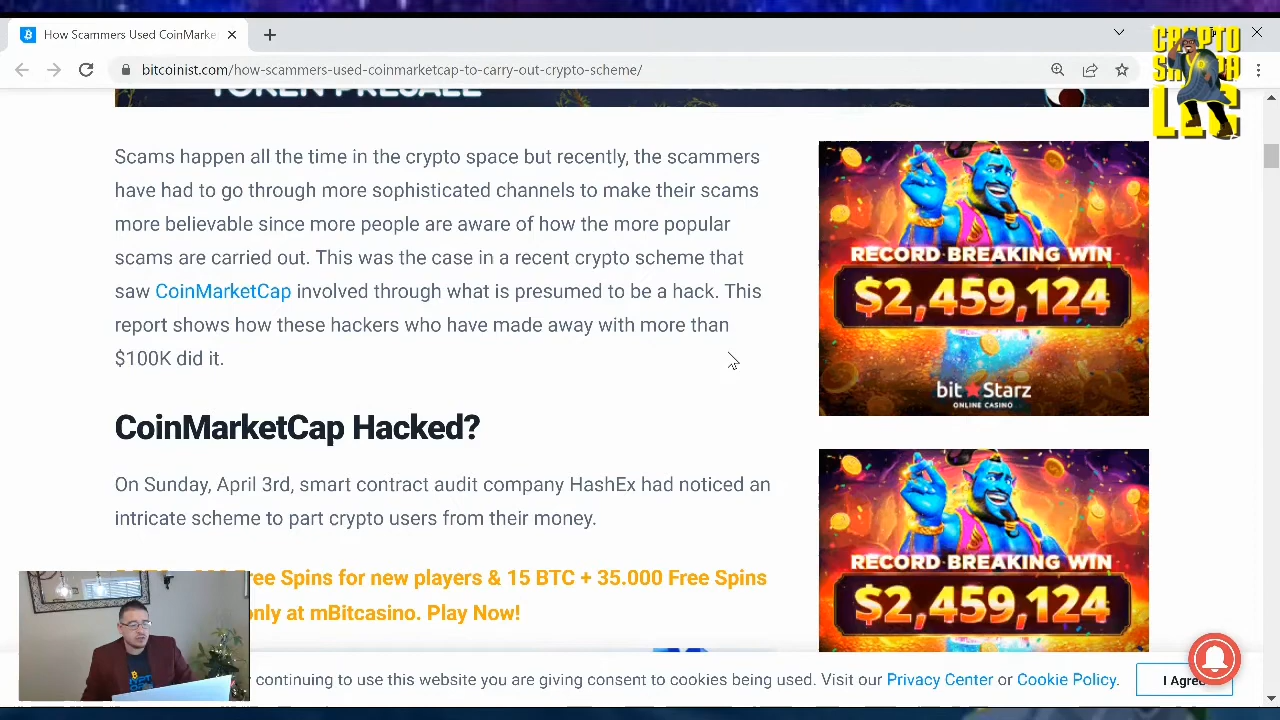 How Scammers Used CoinMarke
bitcoinist.com/how-scammers-used-coinmarketcap-to-carry-out-crypto-scheme/
CRYPTO
LEO
TOKEN PRESALE
Scams happen all the time in the crypto space but recently, the scammers
have had to go through more sophisticated channels to make their scams
more believable since more people are aware of how the more popular
scams are carried out. This was the case in a recent crypto scheme that
saw CoinMarketCap involved through what is presumed to be a hack. This
report shows how these hackers who have made away with more than
$100K did it.
RECORD BREAKING WIN
$2,459,124
bitStarz
ONLINE CASINO
CoinMarketCap Hacked?
On Sunday, April 3rd, smart contract audit company HashEx had noticed an
intricate scheme to part crypto users from their money.
RECORD BREAKING WIN
$2,459,124
ree Spins for new players & 15 BTC + 35.000 Free Spins
only at mBitcasino. Play Now!
continuing to use this website you are giving consent to cookies being used. Visit our Privacy Center or Cookie Policy.
I Agre